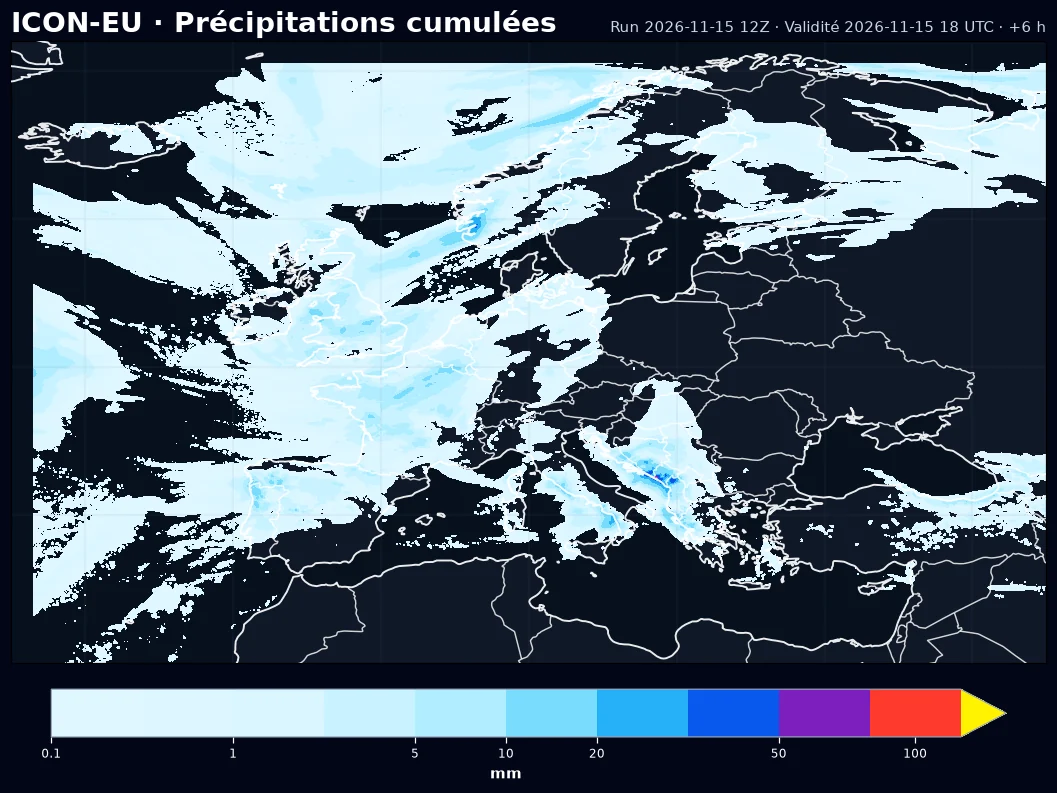 ICON-EU · Précipitations cumulées
Run 2026-11-15 12Z · Validité 2026-11-15 18 UTC · +6 h
0.1 1 5 10 20 50 100
mm